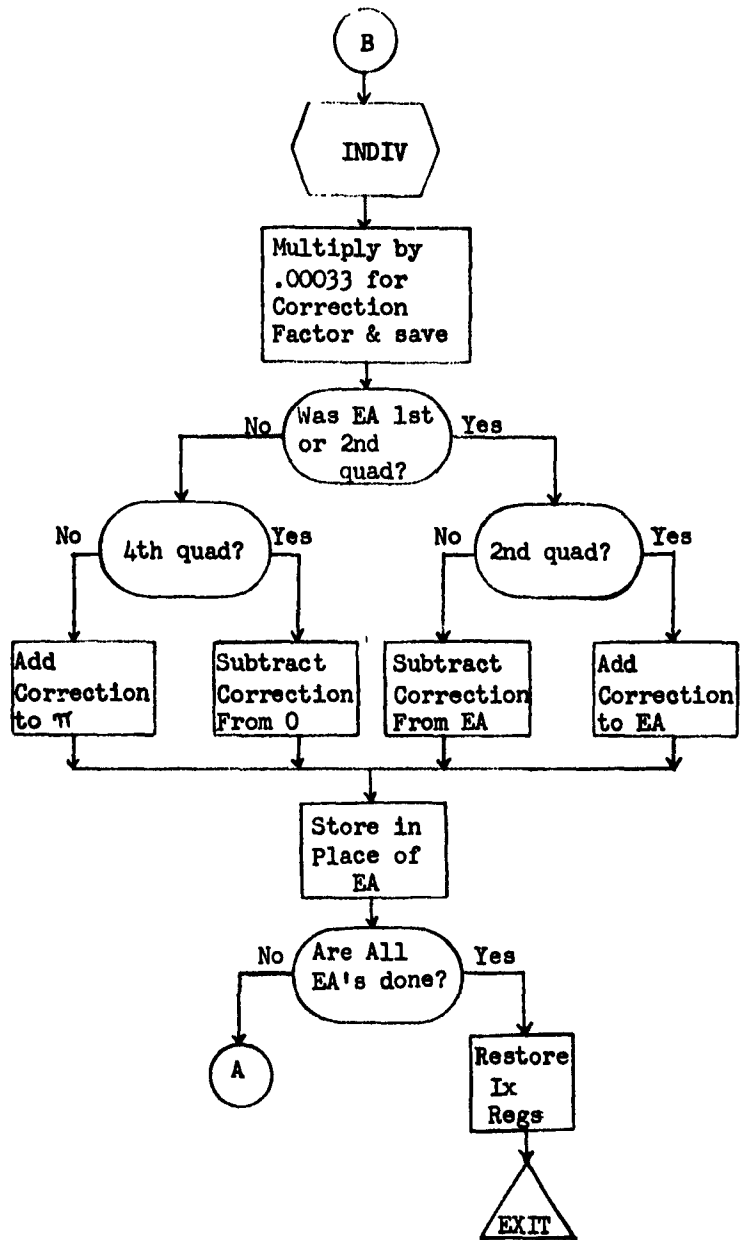 B
INDIV
Multiply by
.00033 for
Correction
Factor & save
Was EA 1st
or 2nd
quad?
No
Yes
4th quad?
No
Yes
2nd quad?
No
Yes
Add
Correction
to π
Subtract
Correction
From 0
Subtract
Correction
From EA
Add
Correction
to EA
Store in
Place of
EA
Are All
EA's done?
No
Yes
A
Restore
Ix
Regs
EXIT